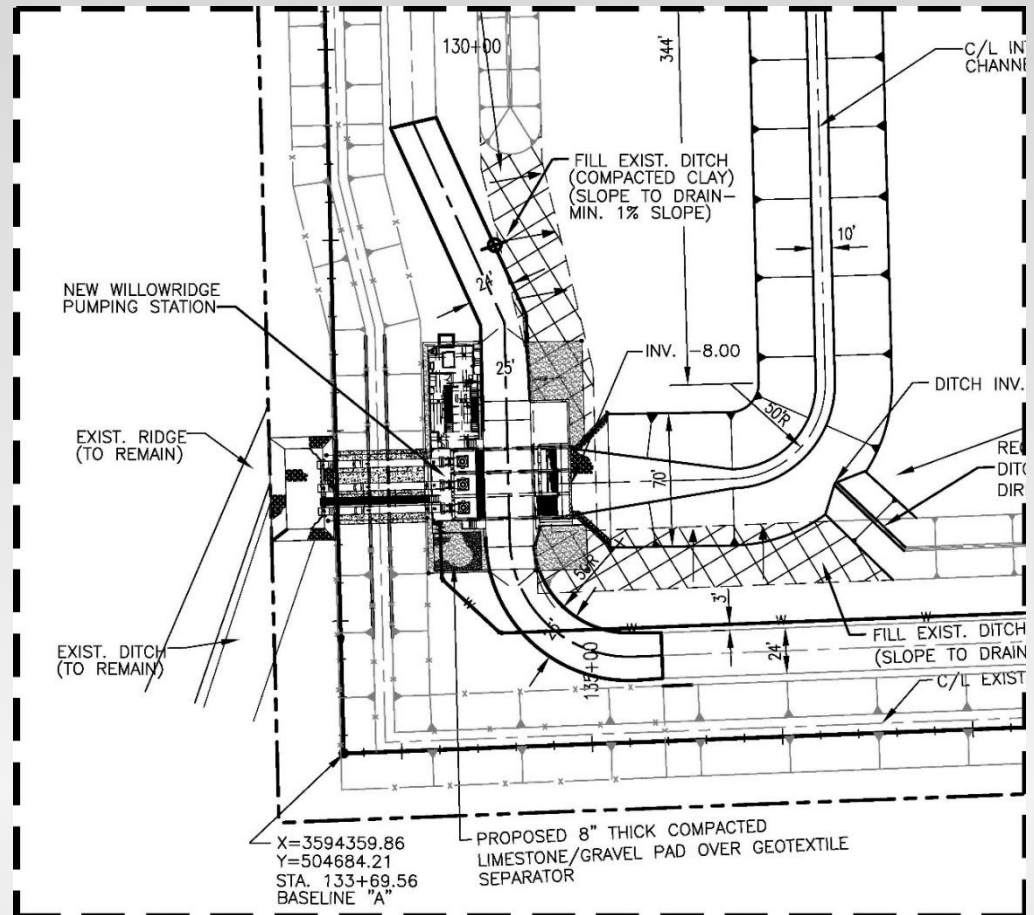 130+00
344'
C/L IN
CHANNE
FILL EXIST. DITCH
(COMPACTED CLAY)
(SLOPE TO DRAIN-
MIN. 1% SLOPE)
10'
24'
NEW WILLOWRIDGE
PUMPING STATION
25'
INV. -8.00
DITCH INV.
50'R
EXIST. RIDGE
(TO REMAIN)
70'
RE
DITC
DIR
50'R
3'
EXIST. DITCH
(TO REMAIN)
25'
135+00
24'
FILL EXIST. DITCH
(SLOPE TO DRAIN
C/L EXIST
X=3594359.86
Y=504684.21
STA. 133+69.56
BASELINE "A"
PROPOSED 8" THICK COMPACTED
LIMESTONE/GRAVEL PAD OVER GEOTEXTILE
SEPARATOR